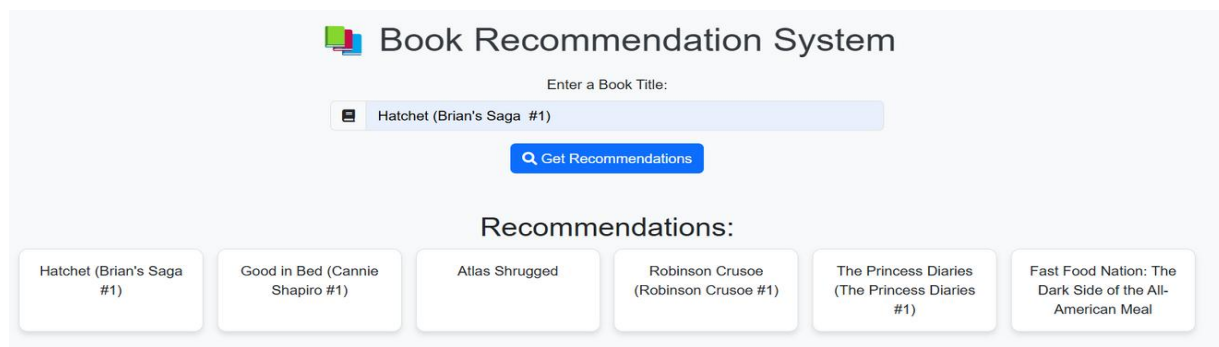 Book Recommendation System
Enter a Book Title:
Hatchet (Brian's Saga  #1)
Get Recommendations
Recommendations:
Hatchet (Brian's Saga
#1)
Good in Bed (Cannie
Shapiro #1)
Atlas Shrugged
Robinson Crusoe
(Robinson Crusoe #1)
The Princess Diaries
(The Princess Diaries
#1)
Fast Food Nation: The
Dark Side of the All-
American Meal